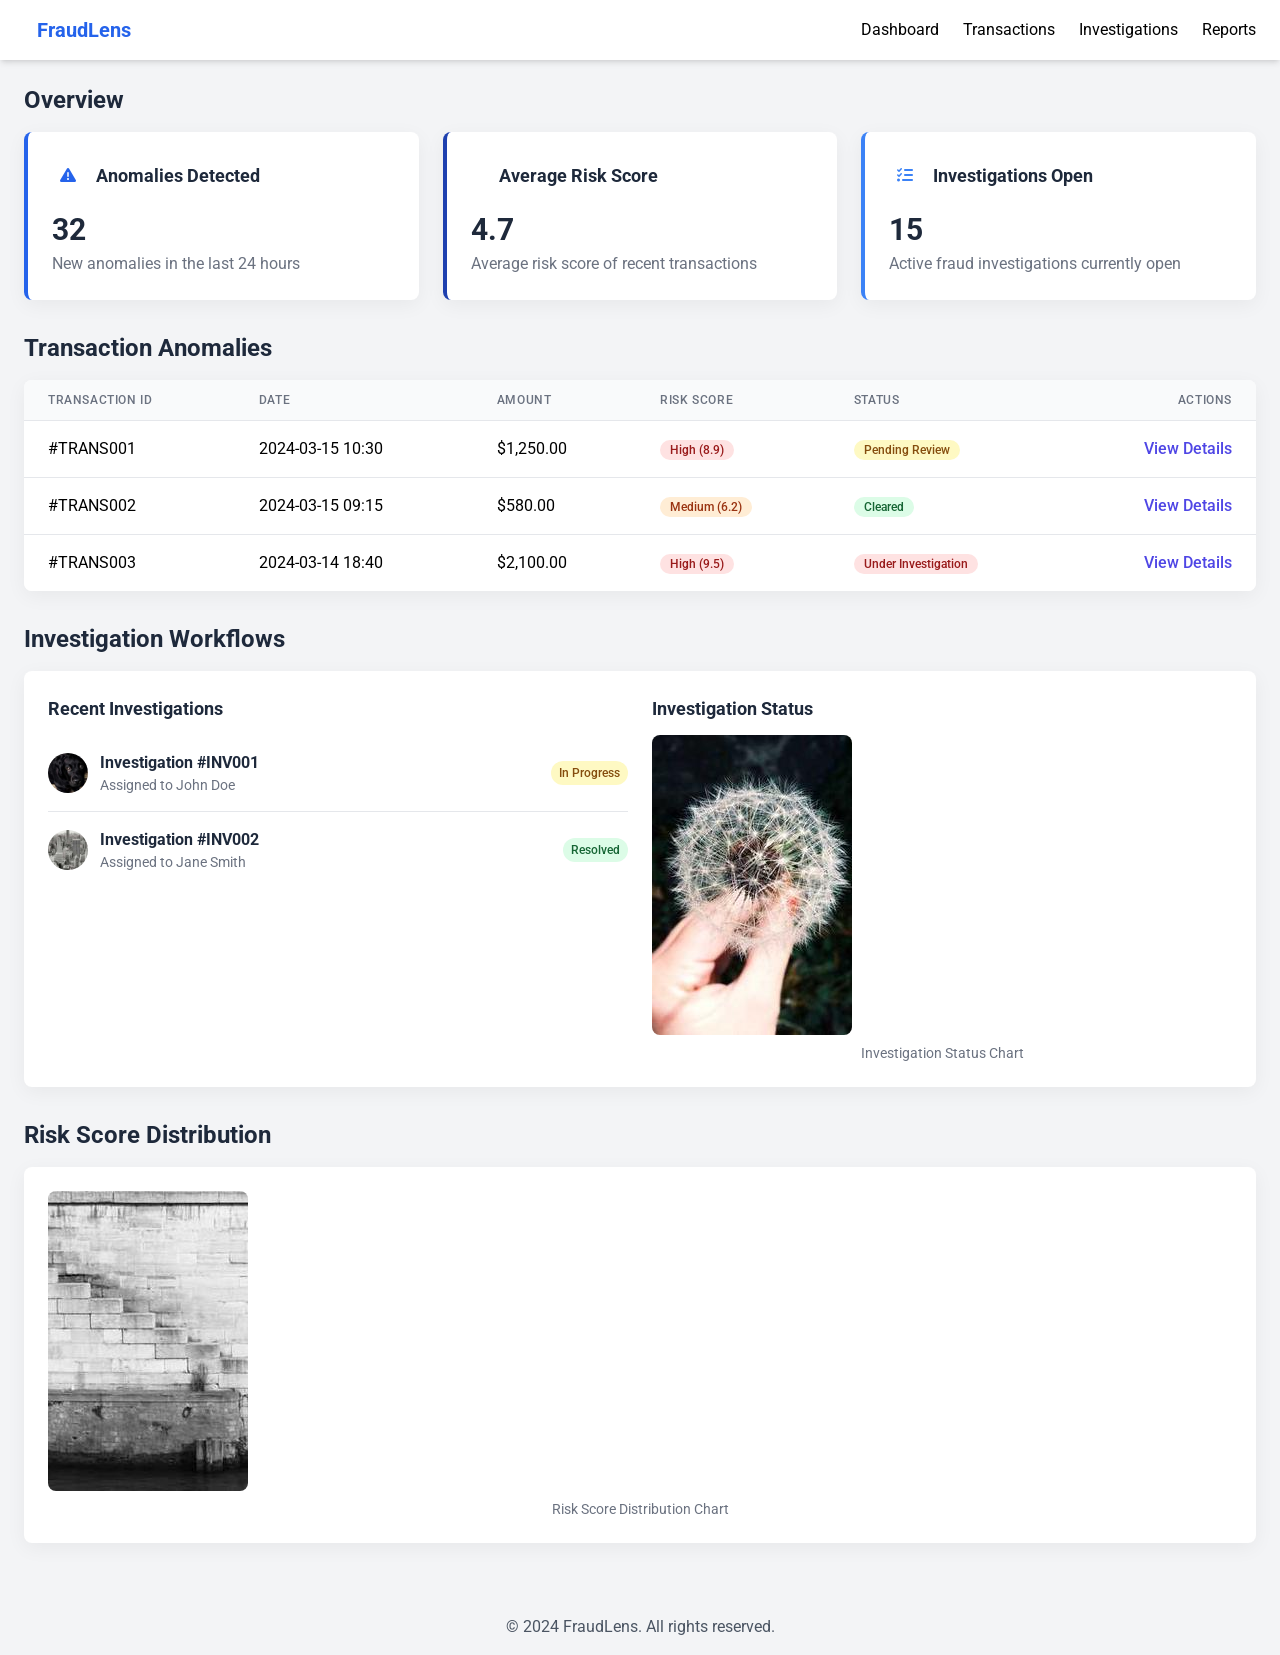 FraudLens
Dashboard Transactions Investigations Reports
Overview
Anomalies Detected
32
New anomalies in the last 24 hours
Average Risk Score
4.7
Average risk score of recent transactions
Investigations Open
15
Active fraud investigations currently open
Transaction Anomalies
TRANSACTION ID DATE AMOUNT RISK SCORE STATUS ACTIONS
#TRANS001 2024-03-15 10:30 $1,250.00 High (8.9) Pending Review View Details
#TRANS002 2024-03-15 09:15 $580.00 Medium (6.2) Cleared View Details
#TRANS003 2024-03-14 18:40 $2,100.00 High (9.5) Under Investigation View Details
Investigation Workflows
Recent Investigations
Investigation #INV001
Assigned to John Doe
In Progress
Investigation #INV002
Assigned to Jane Smith
Resolved
Investigation Status
Investigation Status Chart
Risk Score Distribution
Risk Score Distribution Chart
© 2024 FraudLens. All rights reserved.